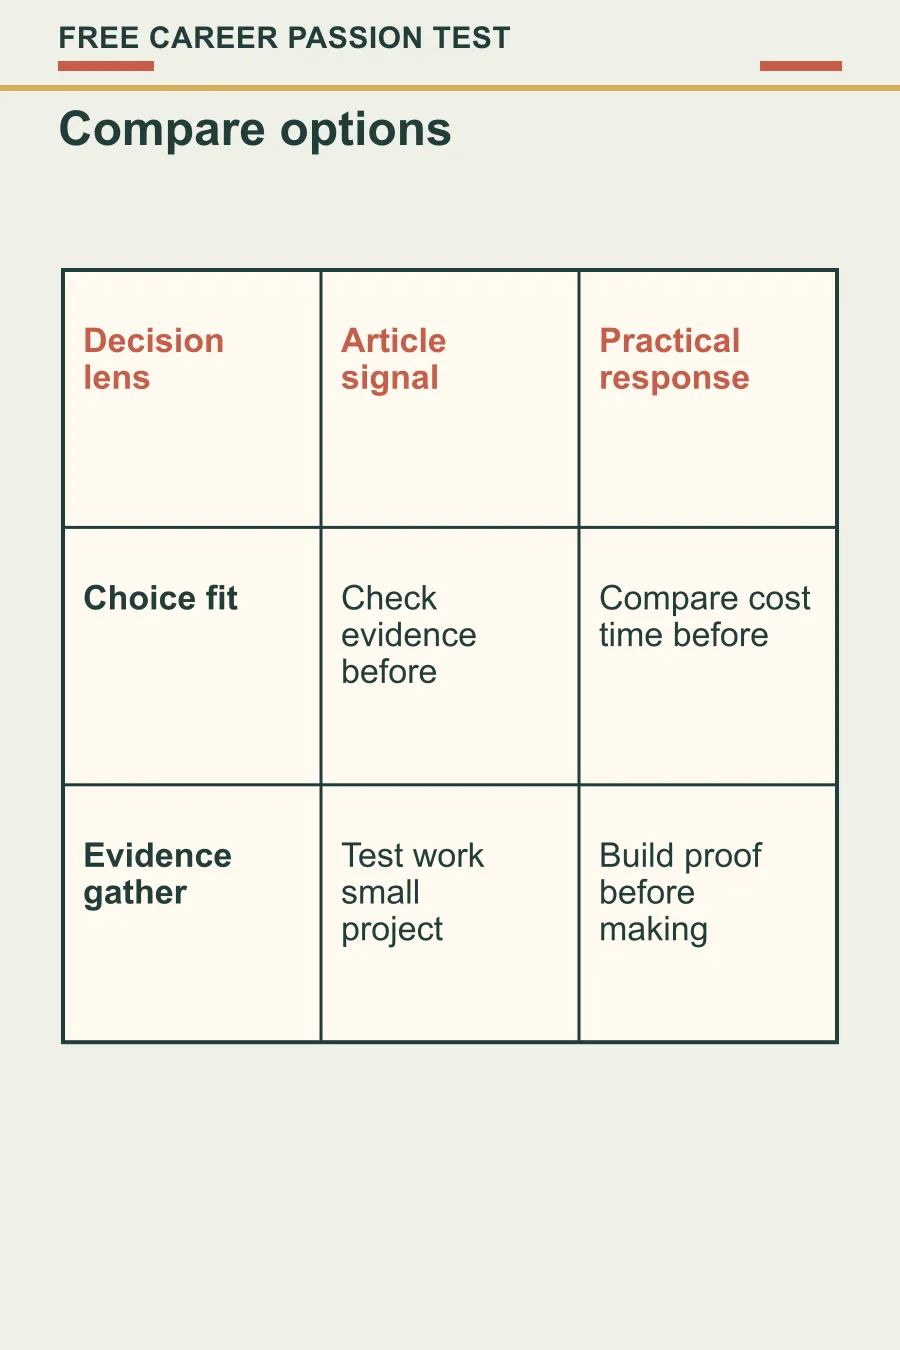 FREE CAREER PASSION TEST
Compare options
Decision
lens
Article
signal
Practical
response
Choice fit
Check
evidence
before
Compare cost
time before
Evidence
gather
Test work
small
project
Build proof
before
making